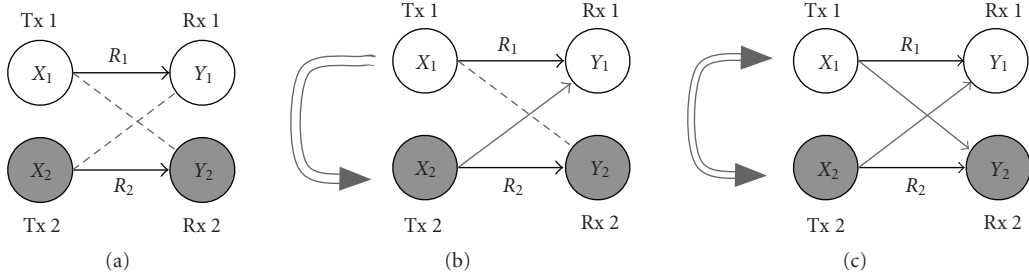 Tx 1 Rx 1
X1 R1 Y1
X2 R2 Y2
Tx 2 Rx 2
(a)
Tx 1 Rx 1
X1 R1 Y1
X2 R2 Y2
Tx 2 Rx 2
(b)
Tx 1 Rx 1
X1 R1 Y1
X2 R2 Y2
Tx 2 Rx 2
(c)